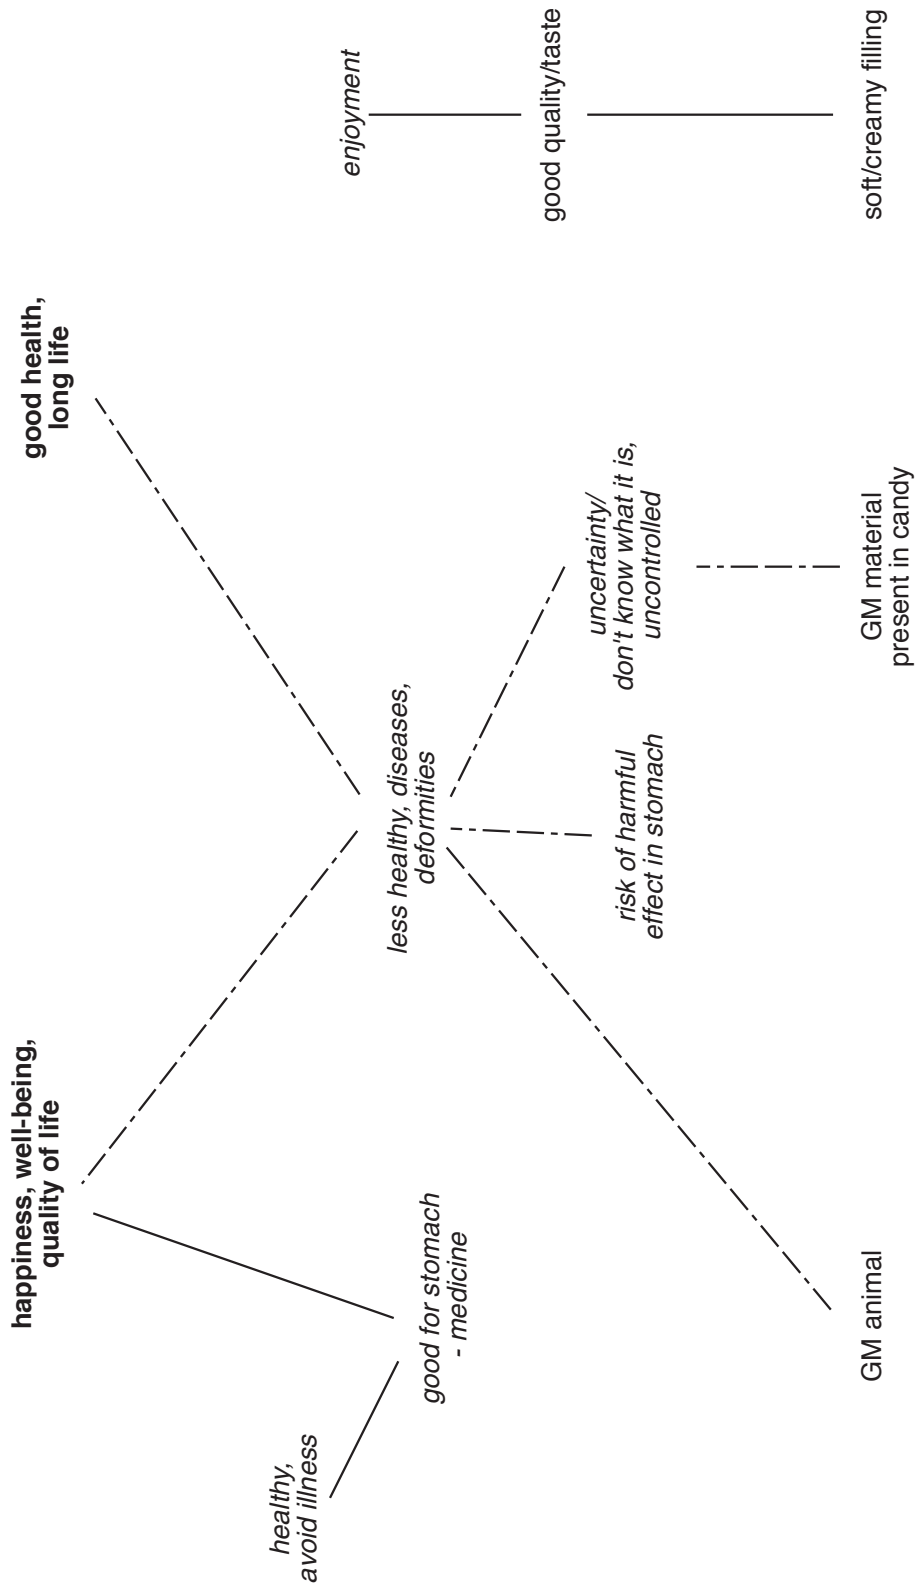 happiness, well-being,
quality of life
good health,
long life
healthy,
avoid illness
good for stomach
- medicine
less healthy, diseases,
deformities
enjoyment
risk of harmful
effect in stomach
uncertainty/
don't know what it is,
uncontrolled
good quality/taste
GM animal
GM material
present in candy
soft/creamy filling